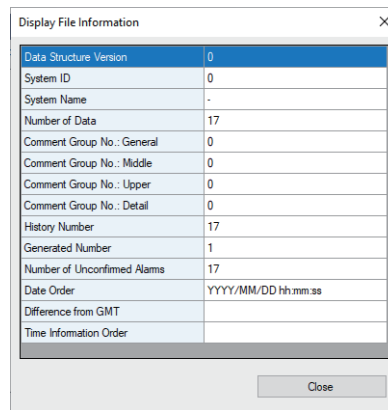 Display File Information
Data Structure Version 0
System ID 0
System Name -
Number of Data 17
Comment Group No.: General 0
Comment Group No.: Middle 0
Comment Group No.: Upper 0
Comment Group No.: Detail 0
History Number 17
Generated Number 1
Number of Unconfirmed Alarms 17
Date Order YYYY/MM/DD hh:mm:ss
Difference from GMT
Time Information Order
Close